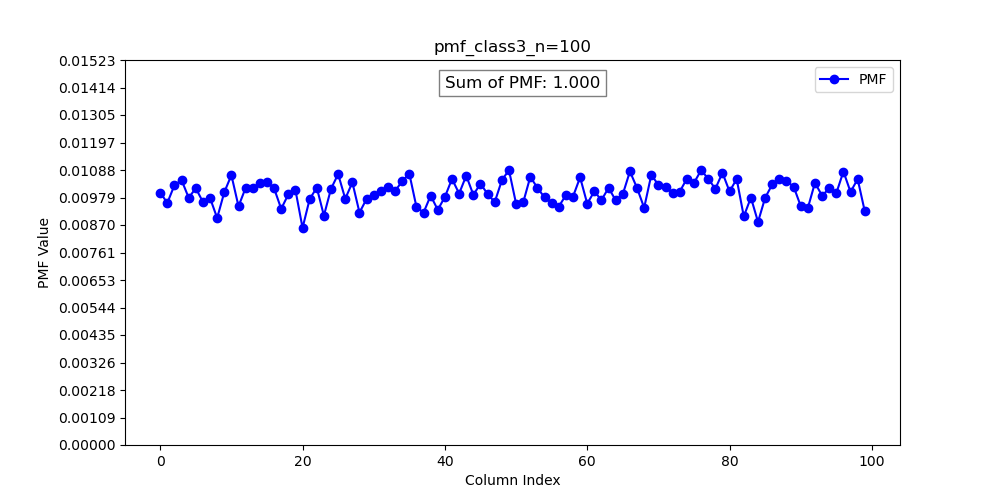 pmf_class3_n=100
Sum of PMF: 1.000
PMF
0.01523
0.01414
0.01305
0.01197
0.01088
0.00979
0.00870
0.00761
0.00653
0.00544
0.00435
0.00326
0.00218
0.00109
0.00000
PMF Value
0 20 40 60 80 100
Column Index